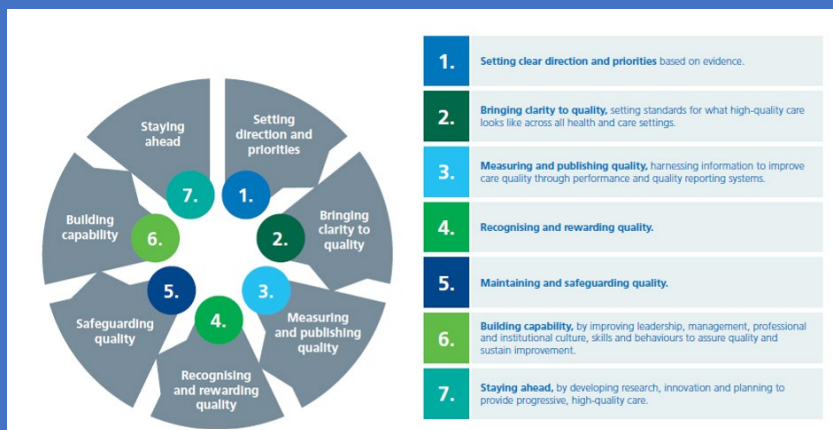 Setting
direction and
priorities
1.
Bringing
clarity to
quality
2.
Measuring
and publishing
quality
3.
Recognising
and rewarding
quality
4.
Safeguarding
quality
5.
Building
capability
6.
Staying
ahead
7.
1.
Setting clear direction and priorities based on evidence.
2.
Bringing clarity to quality, setting standards for what high-quality care
looks like across all health and care settings.
3.
Measuring and publishing quality, harnessing information to improve
care quality through performance and quality reporting systems.
4.
Recognising and rewarding quality.
5.
Maintaining and safeguarding quality.
6.
Building capability, by improving leadership, management, professional
and institutional culture, skills and behaviours to assure quality and
sustain improvement.
7.
Staying ahead, by developing research, innovation and planning to
provide progressive, high-quality care.